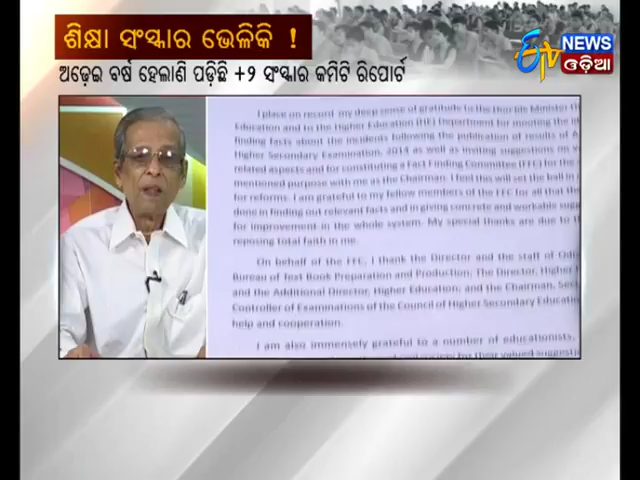 ଶିକ୍ଷା ସଂସ୍କାର ଭେଳିକି !
ETV NEWS
ଓଡ଼ିଆ
ଅଢ଼େଇ ବର୍ଷ ହେଲାଣି ପଡ଼ିଛି +୨ ସଂସ୍କାର କମିଟି ରିପୋର୍ଟ
I place on record my deep sense of gratitude to the Hon'ble Minister
Education and to the Higher Education (HE) Department for mooting the
finding facts about the incidents following the publication of results of
Higher Secondary Examination, 2014 as well as inviting suggestions
related aspects and for constituting a Fact Finding Committee (FFC) for the
mentioned purpose with me as the Chairman. I feel this will set the ball in
for reforms. I am grateful to my fellow members of the FFC for all that
done in finding out relevant facts and in giving concrete and workable
for improvement in the whole system. My special thanks are due to
reposing total faith in me.
On behalf of the FFC, I thank the Director and the staff of
Bureau of Text Book Preparation and Production; The Director, Higher
and the Additional Director, Higher Education; and the Chairman,
Controller of Examinations of the Council of Higher Secondary
help and cooperation.
I am also immensely grateful to a number of educationists,
their valued